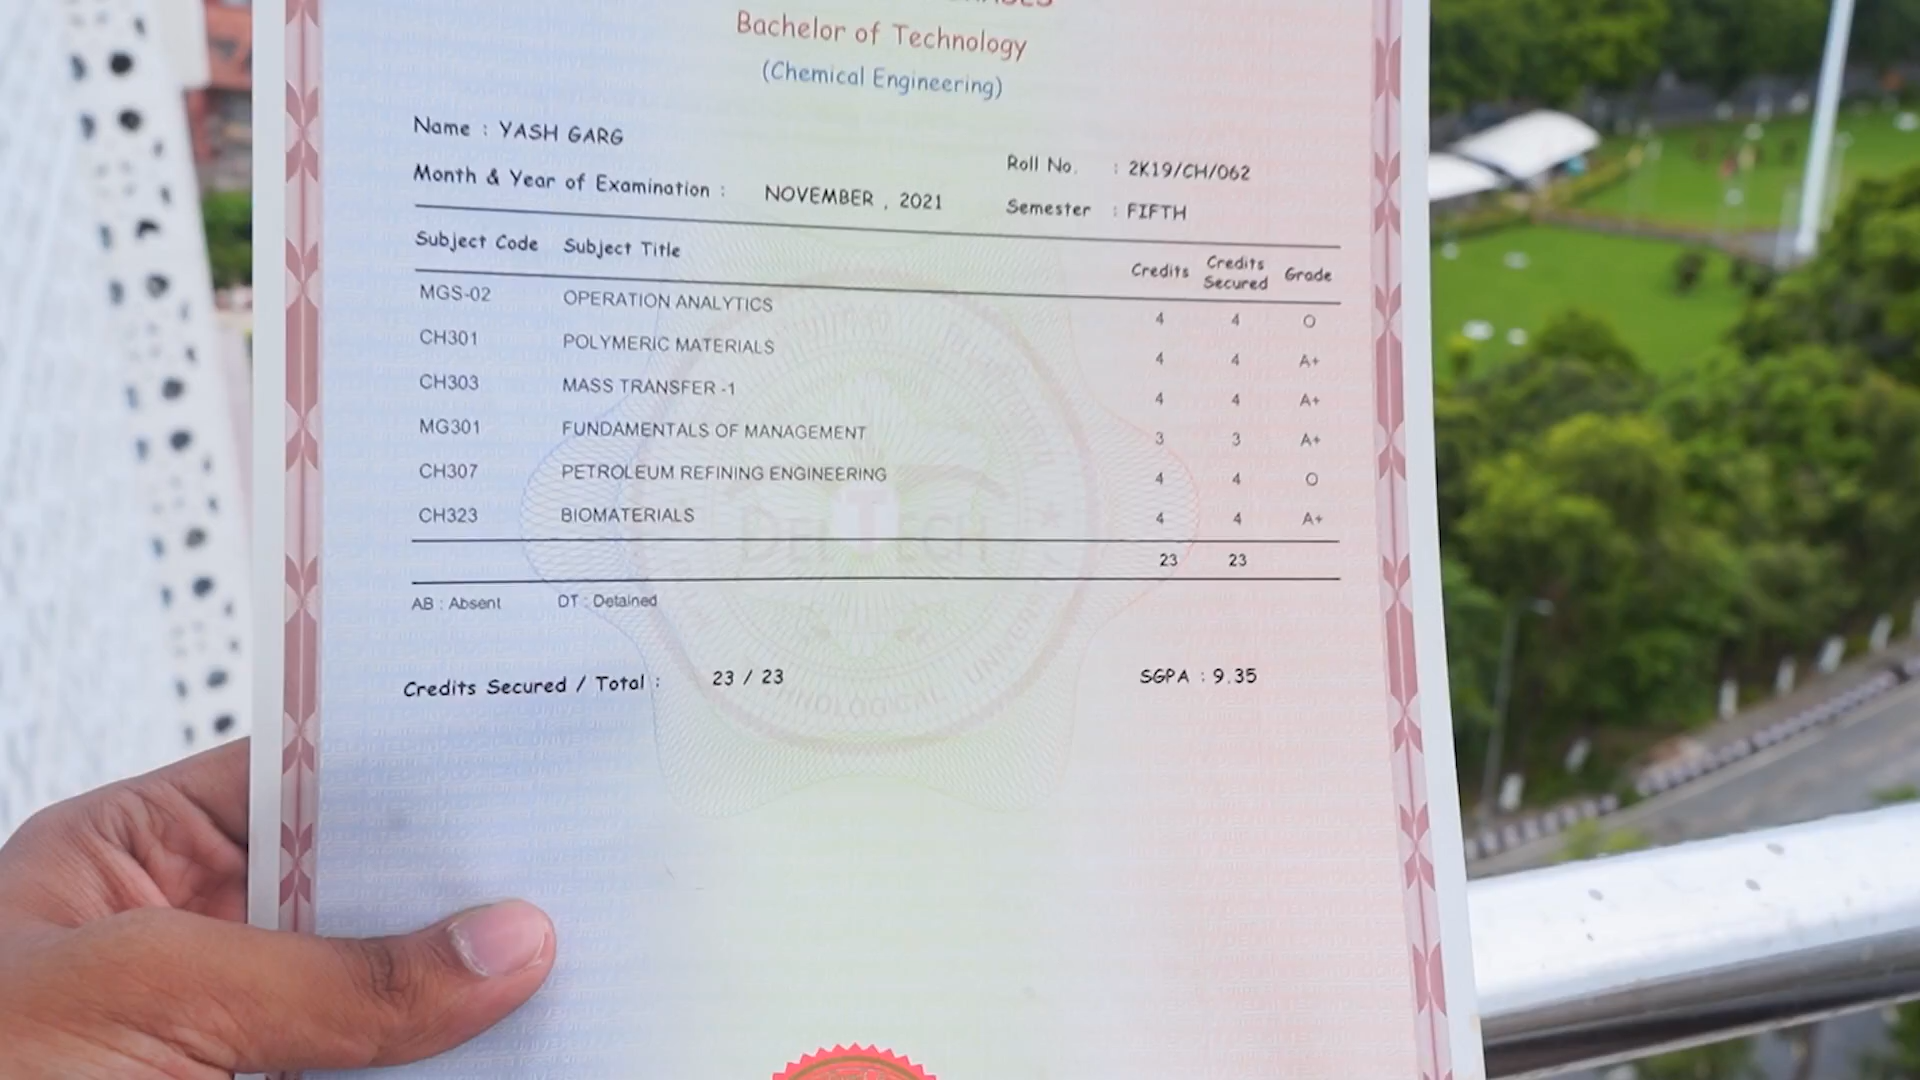 Bachelor of Technology
(Chemical Engineering)
Name : YASH GARG
Roll No. : 2K19/CH/062
Month & Year of Examination : NOVEMBER , 2021
Semester : FIFTH
Subject Code Subject Title Credits Credits Secured Grade
MGS-02 OPERATION ANALYTICS 4 4 O
CH301 POLYMERIC MATERIALS 4 4 A+
CH303 MASS TRANSFER -1 4 4 A+
MG301 FUNDAMENTALS OF MANAGEMENT 3 3 A+
CH307 PETROLEUM REFINING ENGINEERING 4 4 O
CH323 BIOMATERIALS 4 4 A+
23 23
AB : Absent DT : Detained
Credits Secured / Total : 23 / 23 SGPA : 9.35
DELTECH